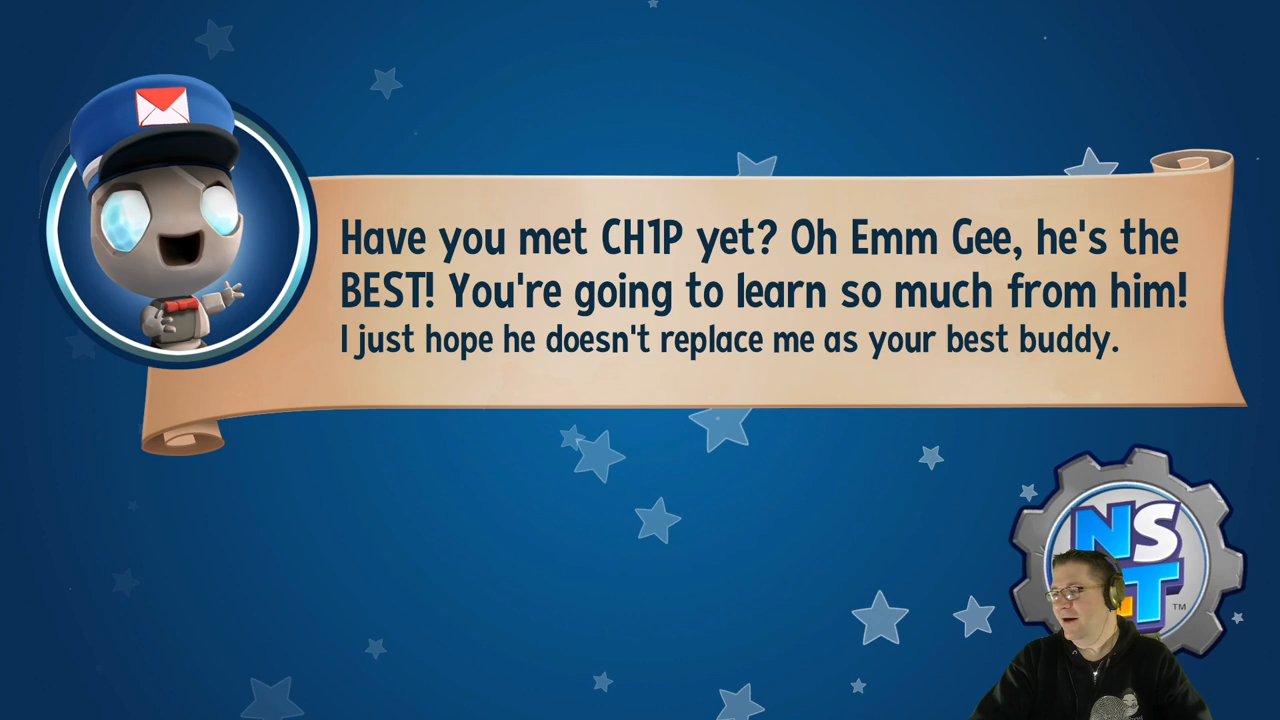 Have you met CH1P yet? Oh Emm Gee, he's the
BEST! You're going to learn so much from him!
I just hope he doesn't replace me as your best buddy.
NS
T™